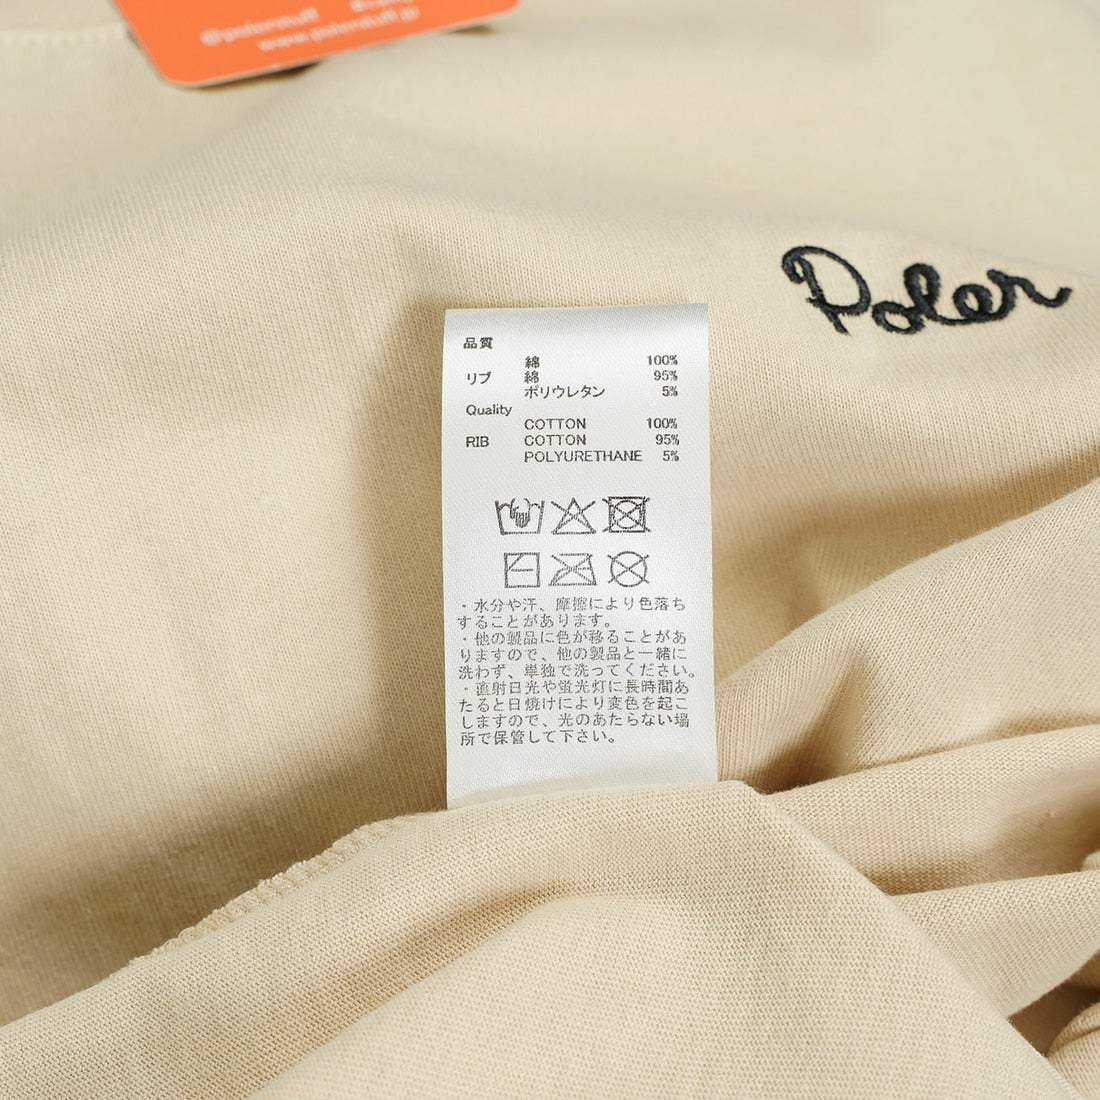 @polerstuff
www.polerstuff.jp
Poler
品質
綿 100%
リブ 綿 95%
ポリウレタン 5%
Quality
COTTON 100%
RIB COTTON 95%
POLYURETHANE 5%
・水分や汗、摩擦により色落ち
することがあります。
・他の製品に色が移ることがあ
りますので、他の製品と一緒に
洗わず、単独で洗ってください。
・直射日光や蛍光灯に長時間あ
たると日焼けにより変色を起こ
しますので、光のあたらない場
所で保管して下さい。